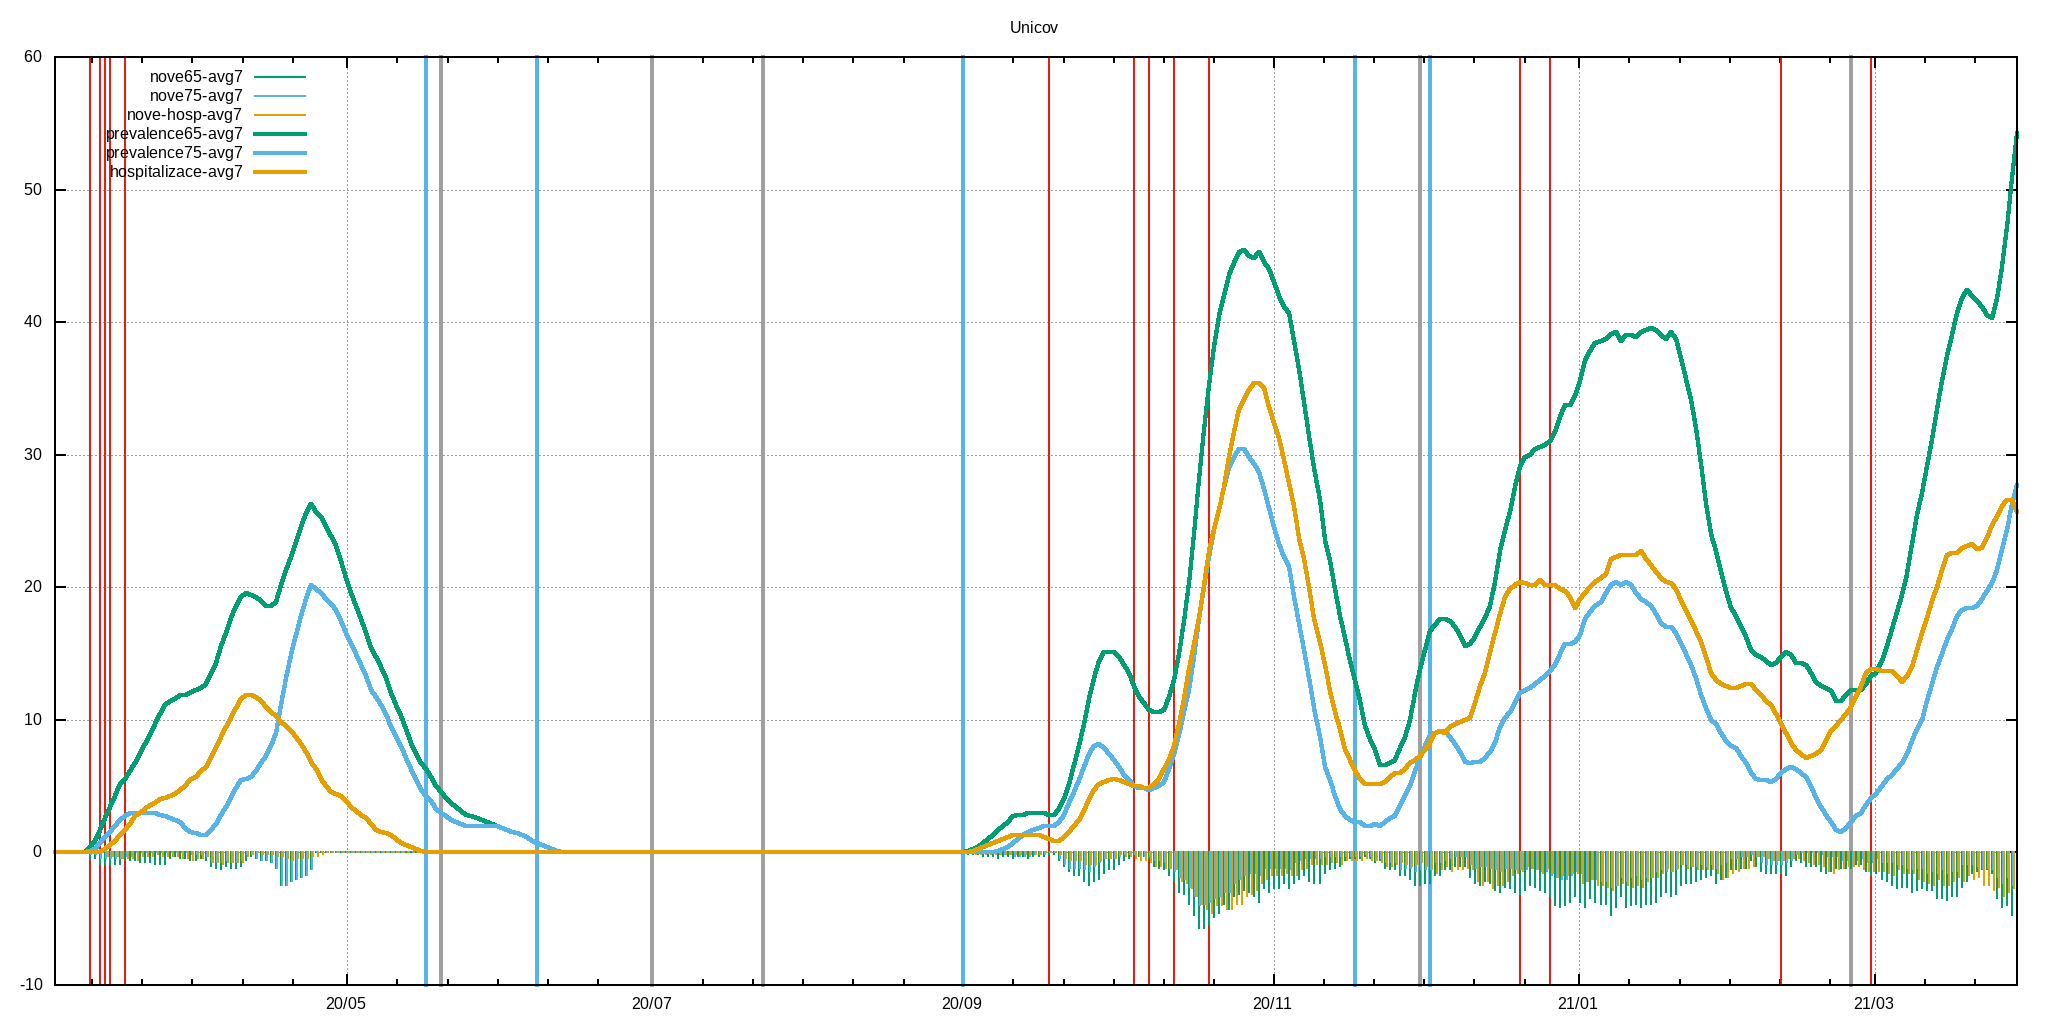 Unicov
60
50
40
30
20
10
0
-10
nove65-avg7
nove75-avg7
nove-hosp-avg7
prevalence65-avg7
prevalence75-avg7
hospitalizace-avg7
20/05
20/07
20/09
20/11
21/01
21/03